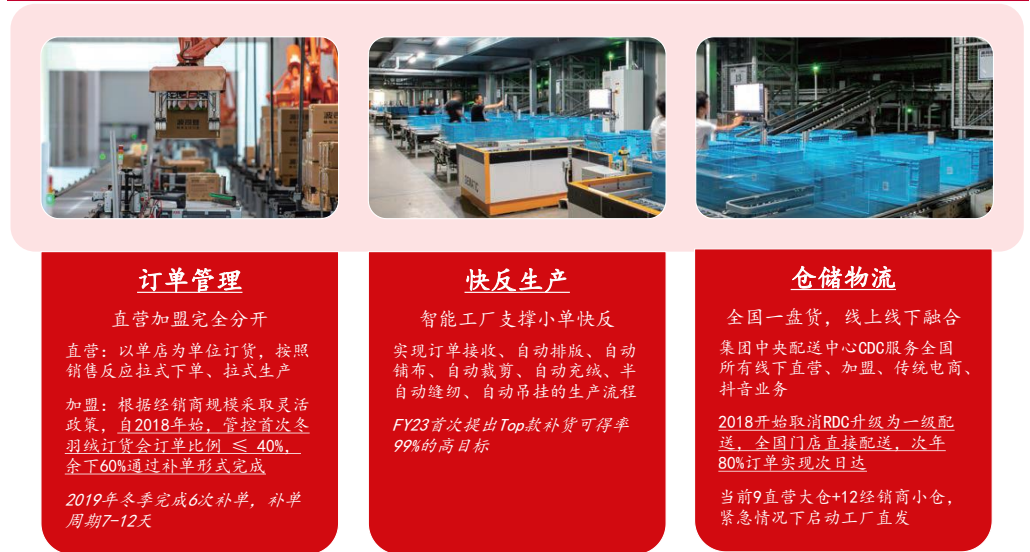 订单管理
直营加盟完全分开
直营：以单店为单位订货，按照
销售反应拉式下单、拉式生产
加盟：根据经销商规模采取灵活
政策，自2018年始，管控首次冬
羽绒订货会订单比例 ≤ 40%，
余下60%通过补单形式完成
2019年冬季完成6次补单，补单
周期7-12天
快反生产
智能工厂支撑小单快反
实现订单接收、自动排版、自动
铺布、自动裁剪、自动充绒、半
自动缝纫、自动吊挂的生产流程
FY23首次提出Top款补货可得率
99%的高目标
仓储物流
全国一盘货，线上线下融合
集团中央配送中心CDC服务全国
所有线下直营、加盟、传统电商、
抖音业务
2018开始取消RDC升级为一级配
送，全国门店直接配送，次年
80%订单实现次日达
当前9直营大仓+12经销商小仓，
紧急情况下启动工厂直发